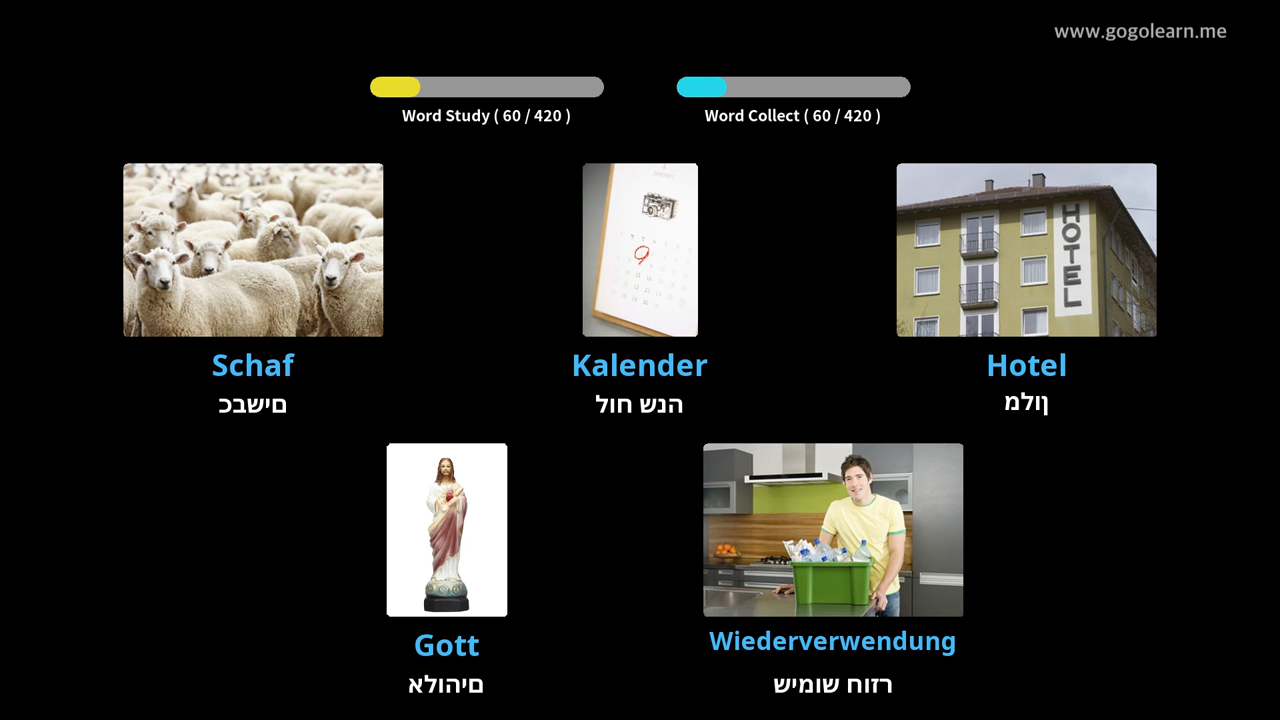 www.gogolearn.me
Word Study ( 60 / 420 )
Word Collect ( 60 / 420 )
Schaf
םישבכ
Kalender
הנש חול
Hotel
ןולמ
Gott
םיהולא
Wiederverwendung
רזוח שומיש
HOTEL